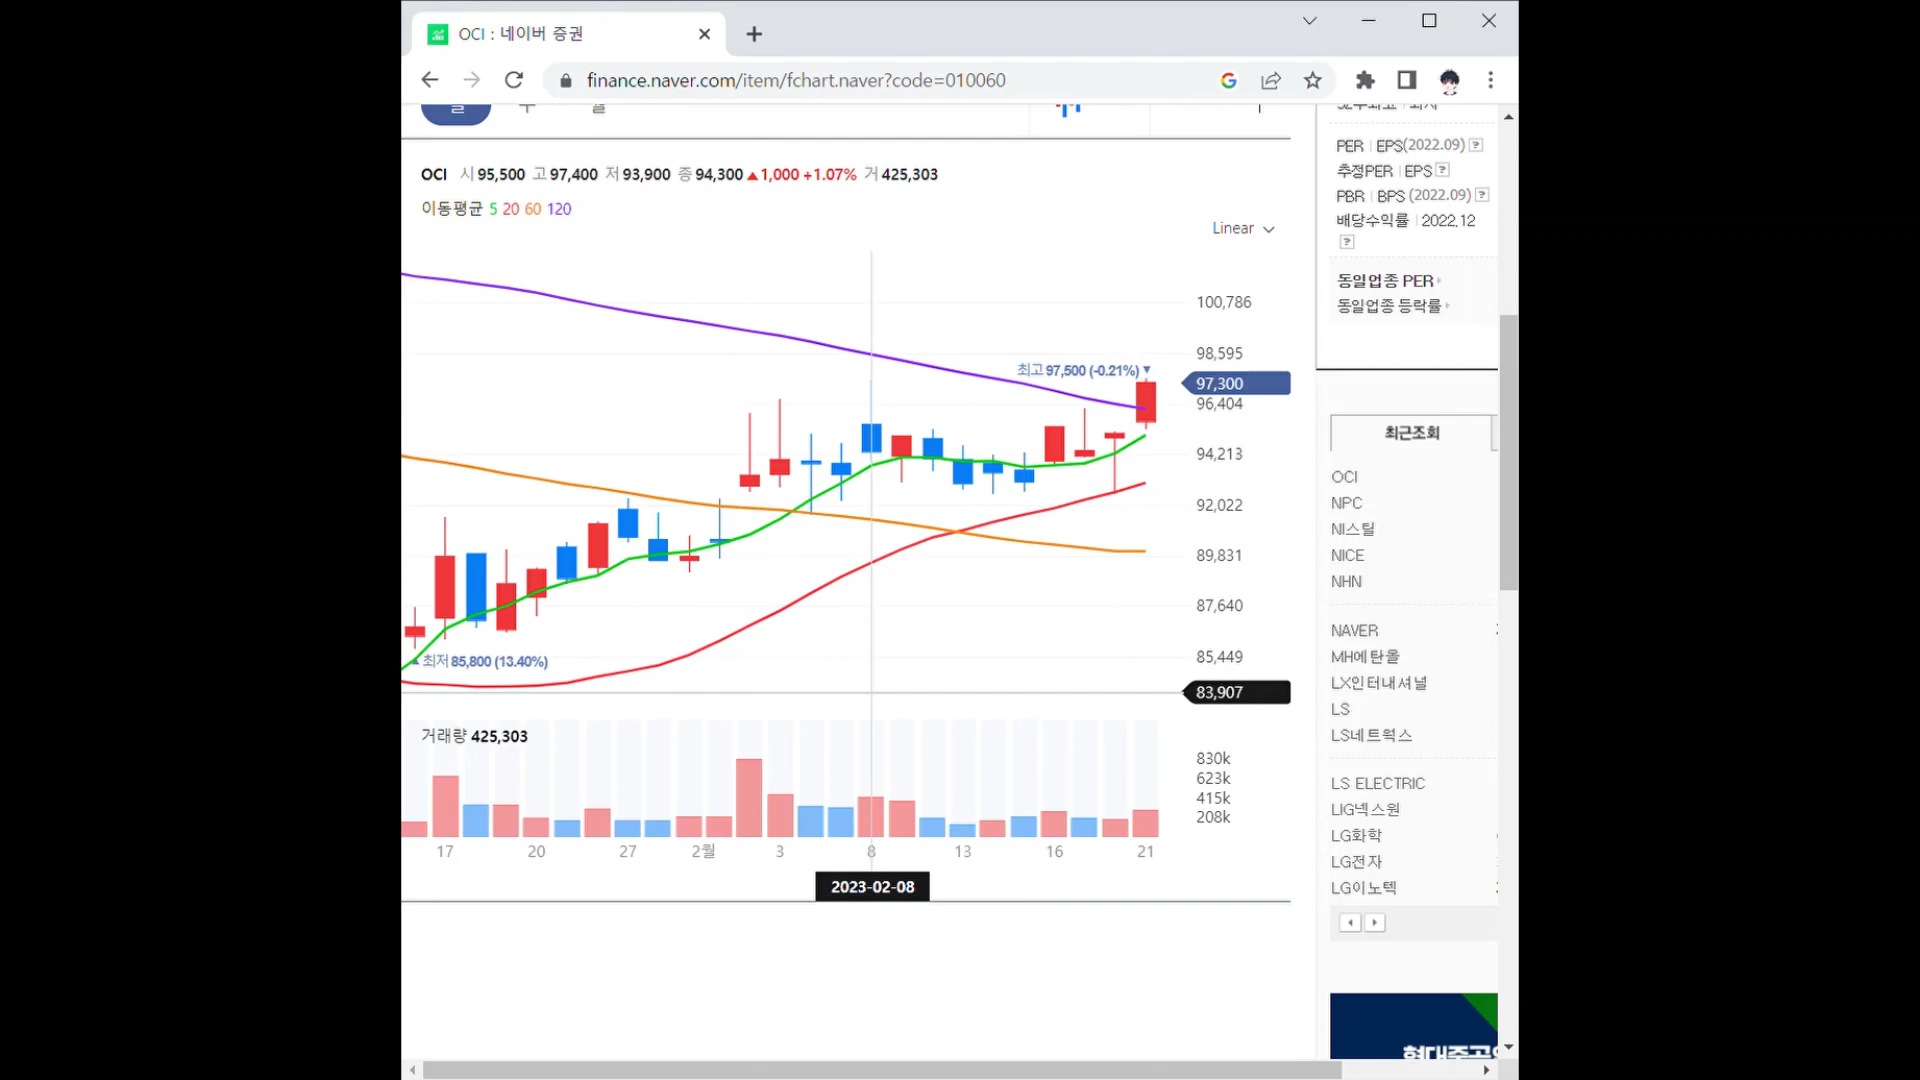 OCI : 네이버 증권
finance.naver.com/item/fchart.naver?code=010060
OCI 시 95,500 고 97,400 저 93,900 종 94,300 ▲1,000 +1.07% 거 425,303
이동평균 5 20 60 120
Linear
100,786
98,595
최고 97,500 (-0.21%) ▼
97,300
96,404
94,213
92,022
89,831
87,640
85,449
▲ 최저 85,800 (13.40%)
83,907
거래량 425,303
830k
623k
415k
208k
17 20 27 2월 3 8 13 16 21
2023-02-08
PER | EPS(2022.09) ?
추정PER | EPS ?
PBR | BPS (2022.09) ?
배당수익률 | 2022.12
?
동일업종 PER
동일업종 등락률
최근조회
OCI
NPC
NI스틸
NICE
NHN
NAVER
MH에탄올
LX인터내셔널
LS
LS네트웍스
LS ELECTRIC
LIG넥스원
LG화학
LG전자
LG이노텍